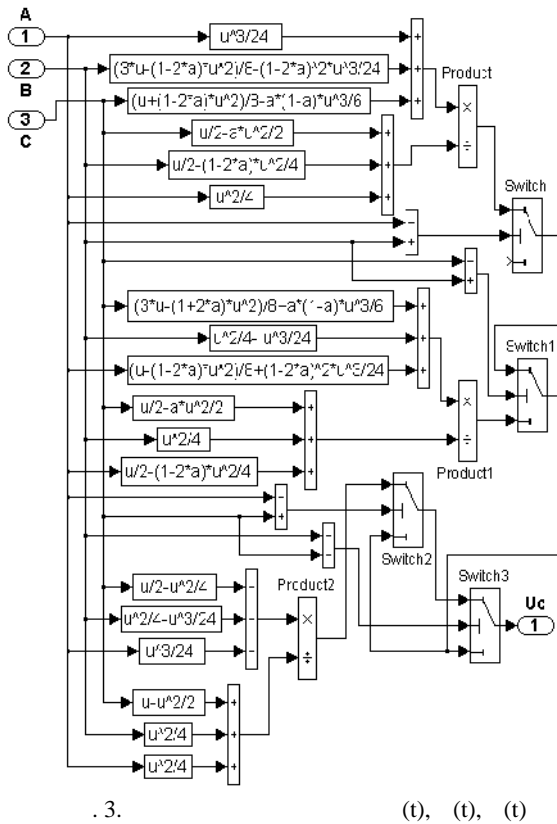 A
1
u^3/24
2
(3*u-(1-2*a)*u^2)/8-(1-2*a)^2*u^3/24
Product
B
(u+(1-2*a)*u^2)/8-a*(1-a)*u^3/6
3
C
u/2-a*u^2/2
u/2-(1-2*a)*u^2/4
u^2/4
Switch
(3*u-(1+2*a)*u^2)/8-a*(1-a)*u^3/6
u^2/4-u^3/24
(u-(1-2*a)*u^2)/8+(1-2*a)^2*u^3/24
Switch1
u/2-a*u^2/2
u^2/4
u/2-(1-2*a)*u^2/4
Product1
Switch2
u/2-u^2/4
Product2
Switch3
u^2/4-u^3/24
Uc
1
u^3/24
u-u^2/2
u^2/4
u^2/4
. 3. (t), (t), (t)